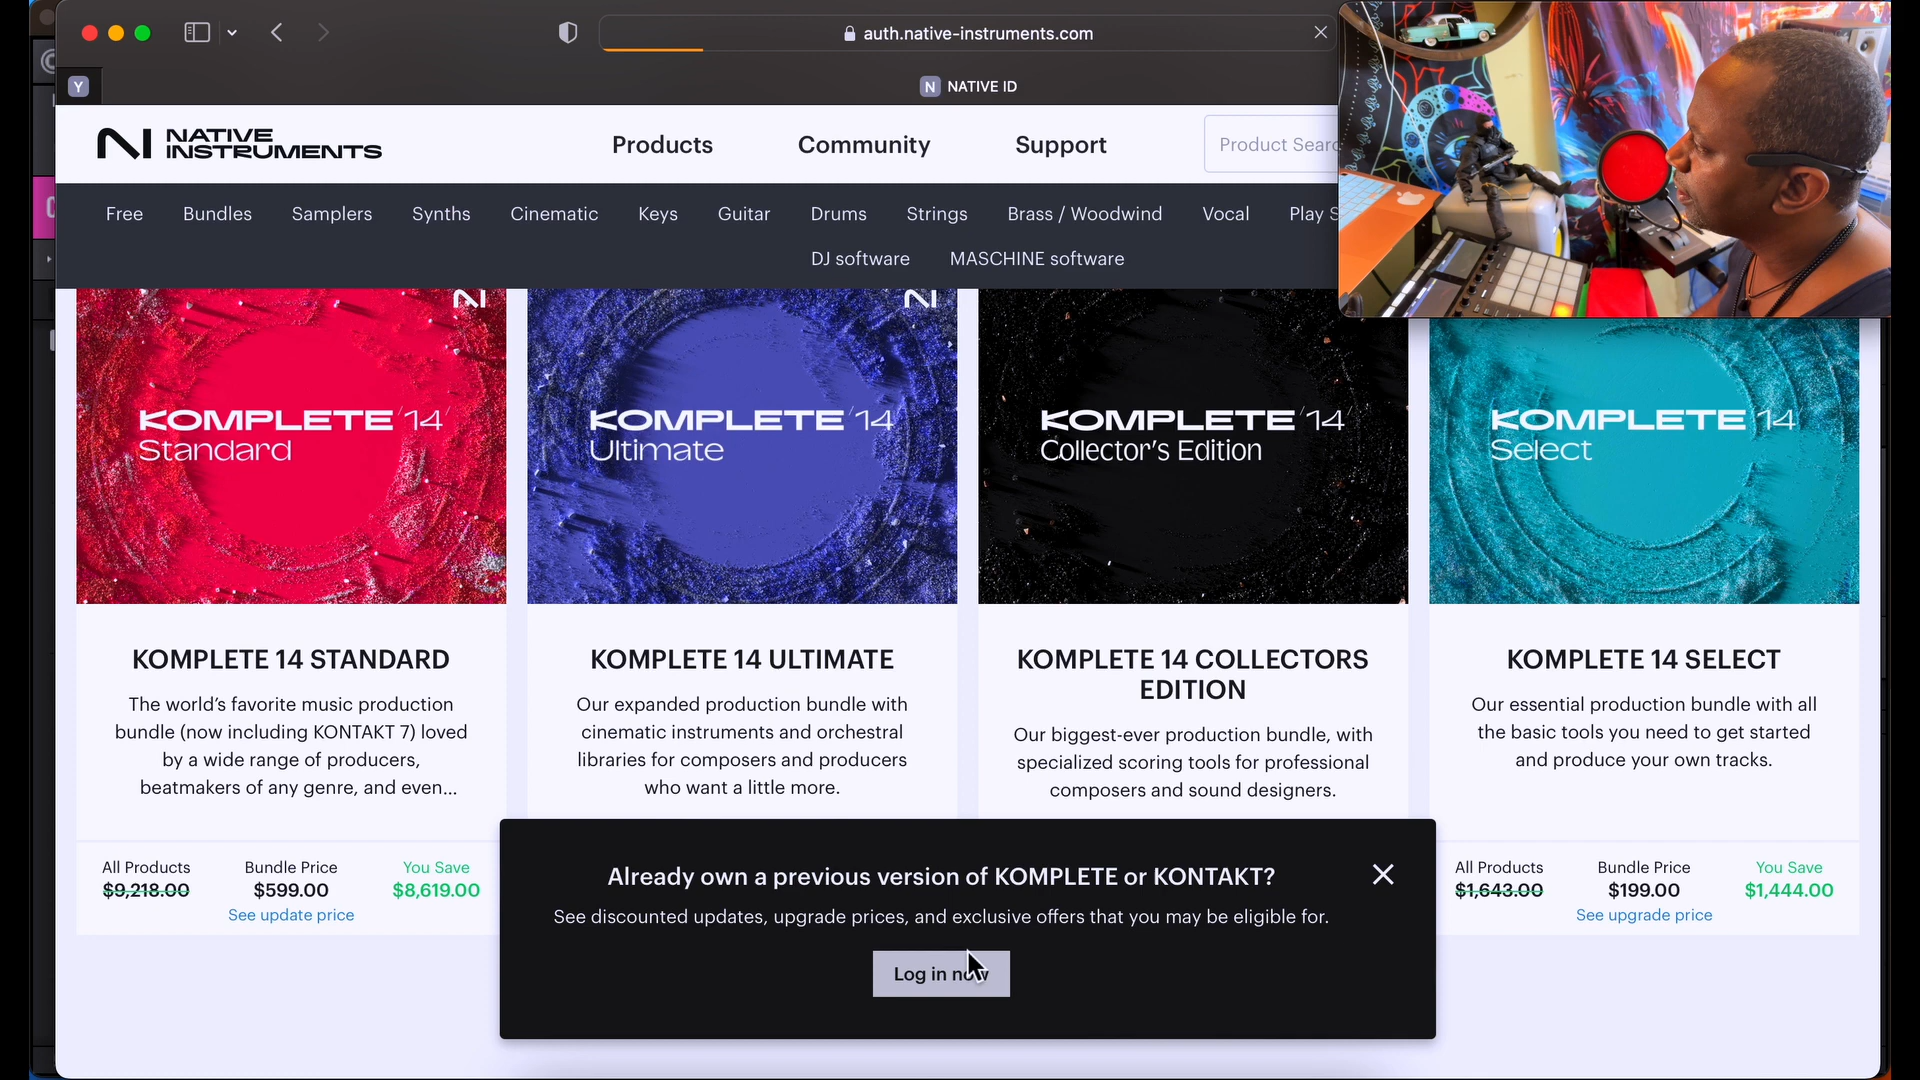 auth.native-instruments.com
Y
N NATIVE ID
NATIVE
INSTRUMENTS
Products
Community
Support
Product Searc
Free
Bundles
Samplers
Synths
Cinematic
Keys
Guitar
Drums
Strings
Brass / Woodwind
Vocal
Play S
DJ software
MASCHINE software
KOMPLETE 14
Standard
KOMPLETE 14
Ultimate
KOMPLETE 14
Collector's Edition
KOMPLETE 14
Select
KOMPLETE 14 STANDARD
The world's favorite music production
bundle (now including KONTAKT 7) loved
by a wide range of producers,
beatmakers of any genre, and even...
KOMPLETE 14 ULTIMATE
Our expanded production bundle with
cinematic instruments and orchestral
libraries for composers and producers
who want a little more.
KOMPLETE 14 COLLECTORS
EDITION
Our biggest-ever production bundle, with
specialized scoring tools for professional
composers and sound designers.
KOMPLETE 14 SELECT
Our essential production bundle with all
the basic tools you need to get started
and produce your own tracks.
All Products
$9,218.00
Bundle Price
$599.00
See update price
You Save
$8,619.00
Already own a previous version of KOMPLETE or KONTAKT?
See discounted updates, upgrade prices, and exclusive offers that you may be eligible for.
Log in now
All Products
$1,643.00
Bundle Price
$199.00
See upgrade price
You Save
$1,444.00